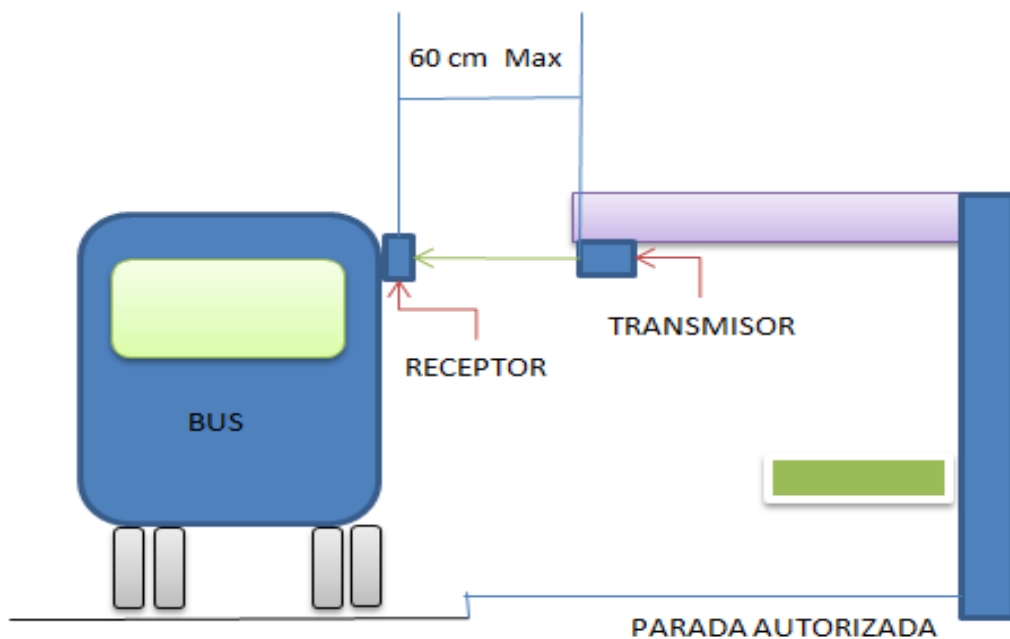 60 cm Max
TRANSMISOR
RECEPTOR
BUS
PARADA AUTORIZADA